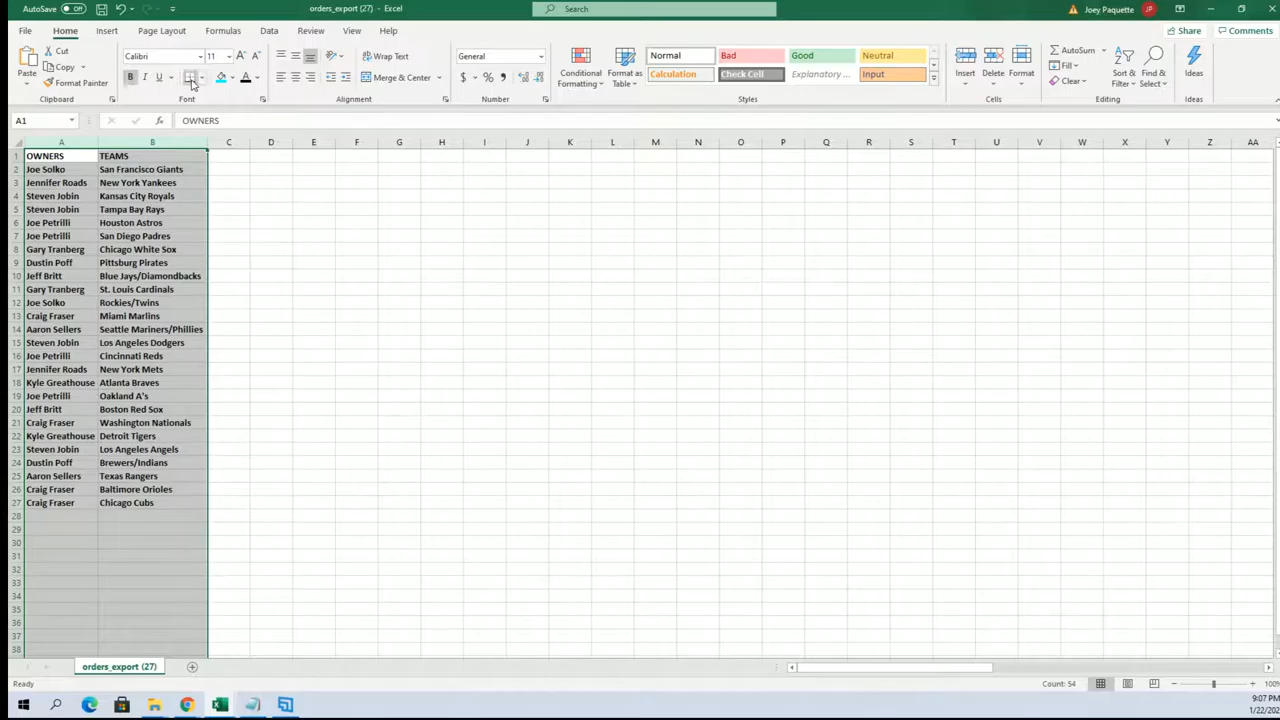 AutoSave Off orders_export (27) - Excel Search Joey Paquette JP
File Home Insert Page Layout Formulas Data Review View Help Share Comments
Cut Calibri 11 Wrap Text General Normal Bad Good Neutral AutoSum
Copy Fill
Paste Conditional Format as Insert Delete Format Sort & Find & Ideas
Format Painter B I U A Merge & Center $ % Formatting Table Calculation Check Cell Explanatory ... Input Clear Filter Select
Clipboard Font Alignment Number Styles Cells Editing Ideas
A1 fx OWNERS
A B C D E F G H I J K L M N O P Q R S T U V W X Y Z AA
1 OWNERS TEAMS
2 Joe Solko San Francisco Giants
3 Jennifer Roads New York Yankees
4 Steven Jobin Kansas City Royals
5 Steven Jobin Tampa Bay Rays
6 Joe Petrilli Houston Astros
7 Joe Petrilli San Diego Padres
8 Gary Tranberg Chicago White Sox
9 Dustin Poff Pittsburg Pirates
10 Jeff Britt Blue Jays/Diamondbacks
11 Gary Tranberg St. Louis Cardinals
12 Joe Solko Rockies/Twins
13 Craig Fraser Miami Marlins
14 Aaron Sellers Seattle Mariners/Phillies
15 Steven Jobin Los Angeles Dodgers
16 Joe Petrilli Cincinnati Reds
17 Jennifer Roads New York Mets
18 Kyle Greathouse Atlanta Braves
19 Joe Petrilli Oakland A's
20 Jeff Britt Boston Red Sox
21 Craig Fraser Washington Nationals
22 Kyle Greathouse Detroit Tigers
23 Steven Jobin Los Angeles Angels
24 Dustin Poff Brewers/Indians
25 Aaron Sellers Texas Rangers
26 Craig Fraser Baltimore Orioles
27 Craig Fraser Chicago Cubs
28
29
30
31
32
33
34
35
36
37
38
orders_export (27)
Ready Count: 54 100%
9:07 PM
1/22/202